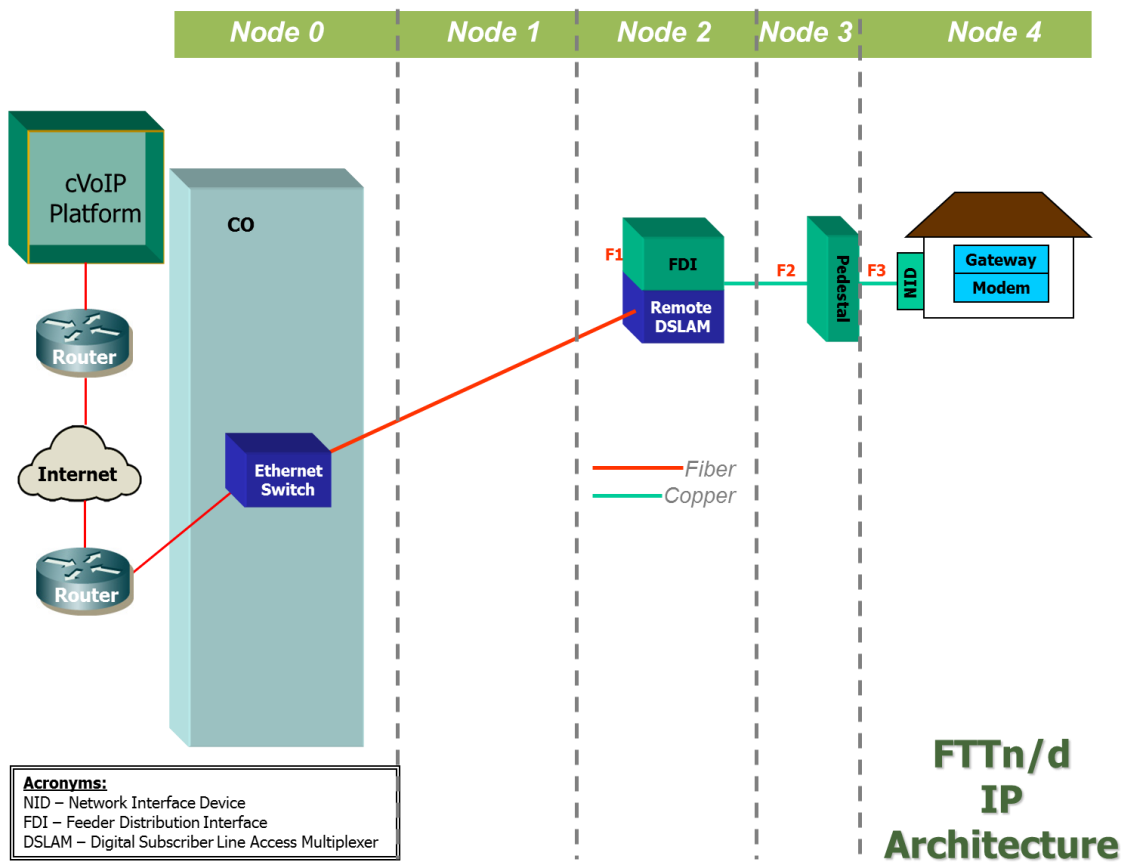 Node 0
Node 1
Node 2
Node 3
Node 4
cVoIP
Platform
CO
F1
FDI
Remote
DSLAM
F2
Pedestal
F3
NID
Gateway
Modem
Router
Internet
Ethernet
Switch
Fiber
Copper
Router
Acronyms:
NID – Network Interface Device
FDI – Feeder Distribution Interface
DSLAM – Digital Subscriber Line Access Multiplexer
FTTn/d
IP
Architecture